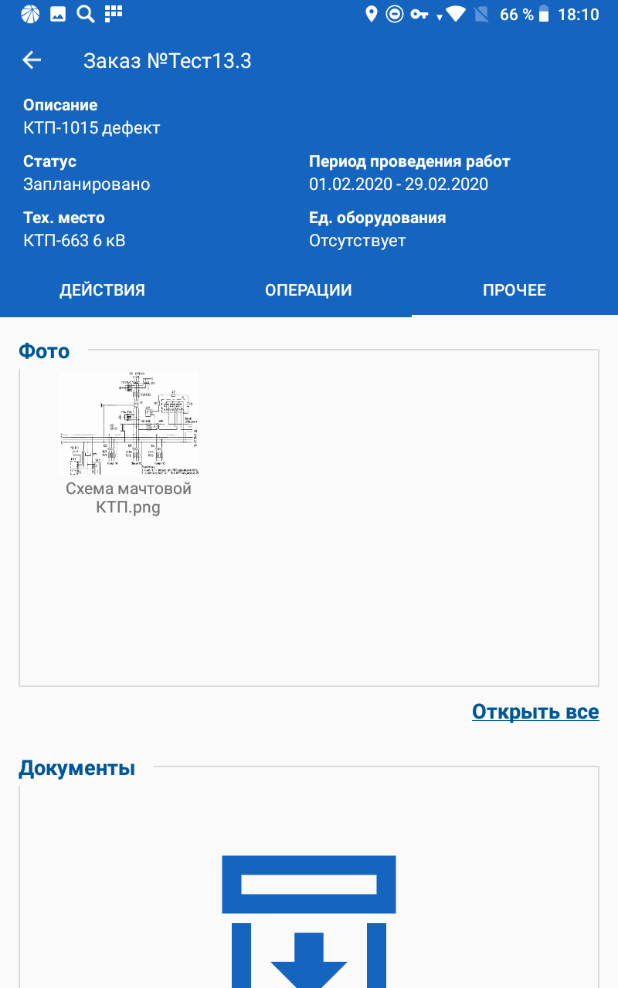 66 % 18:10
Заказ №Тест13.3
Описание
КТП-1015 дефект
Статус
Запланировано
Период проведения работ
01.02.2020 - 29.02.2020
Тех. место
КТП-663 6 кВ
Ед. оборудования
Отсутствует
ДЕЙСТВИЯ ОПЕРАЦИИ ПРОЧЕЕ
Фото
Схема мачтовой
КТП.png
Открыть все
Документы